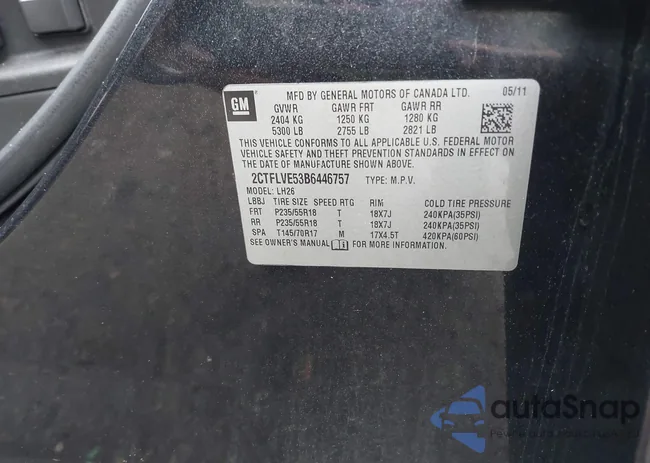 GM
MFD BY GENERAL MOTORS OF CANADA LTD. 05/11
GVWR GAWR FRT GAWR RR
2404 KG 1250 KG 1280 KG
5300 LB 2755 LB 2821 LB
THIS VEHICLE CONFORMS TO ALL APPLICABLE U.S. FEDERAL MOTOR
VEHICLE SAFETY AND THEFT PREVENTION STANDARDS IN
EFFECT ON THE DATE OF MANUFACTURE SHOWN ABOVE.
2CTFLVE53B6446757 TYPE: M.P.V.
MODEL: LH26
LBBJ TIRE SIZE SPEED RTG RIM COLD TIRE PRESSURE
FRT P235/55R18 T 18X7J 240KPA(35PSI)
RR P235/55R18 T 18X7J 240KPA(35PSI)
SPA T145/70R17 M 17X4.5T 420KPA(60PSI)
SEE OWNER'S MANUAL FOR MORE INFORMATION.
autoSnap